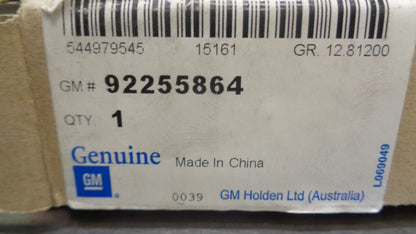 544979545 15161 GR. 12.81200
GM # 92255864
QTY. 1
Genuine Made In China
GM
0039 GM Holden Ltd (Australia)
L069049